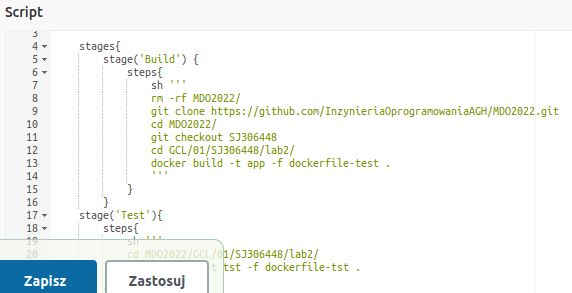 Script
3
4 stages{
5 stage('Build') {
6 steps{
7 sh '''
8 rm -rf MDO2022/
9 git clone https://github.com/InzynieriaOprogramowaniaAGH/MDO2022.git
10 cd MDO2022/
11 git checkout SJ306448
12 cd GCL/01/SJ306448/lab2/
13 docker build -t app -f dockerfile-test .
14 '''
15 }
16 }
17 stage('Test'){
18 steps{
19 sh '''
20 cd MDO2022/GCL/01/SJ306448/lab2/
t tst -f dockerfile-tst .
Zapisz Zastosuj